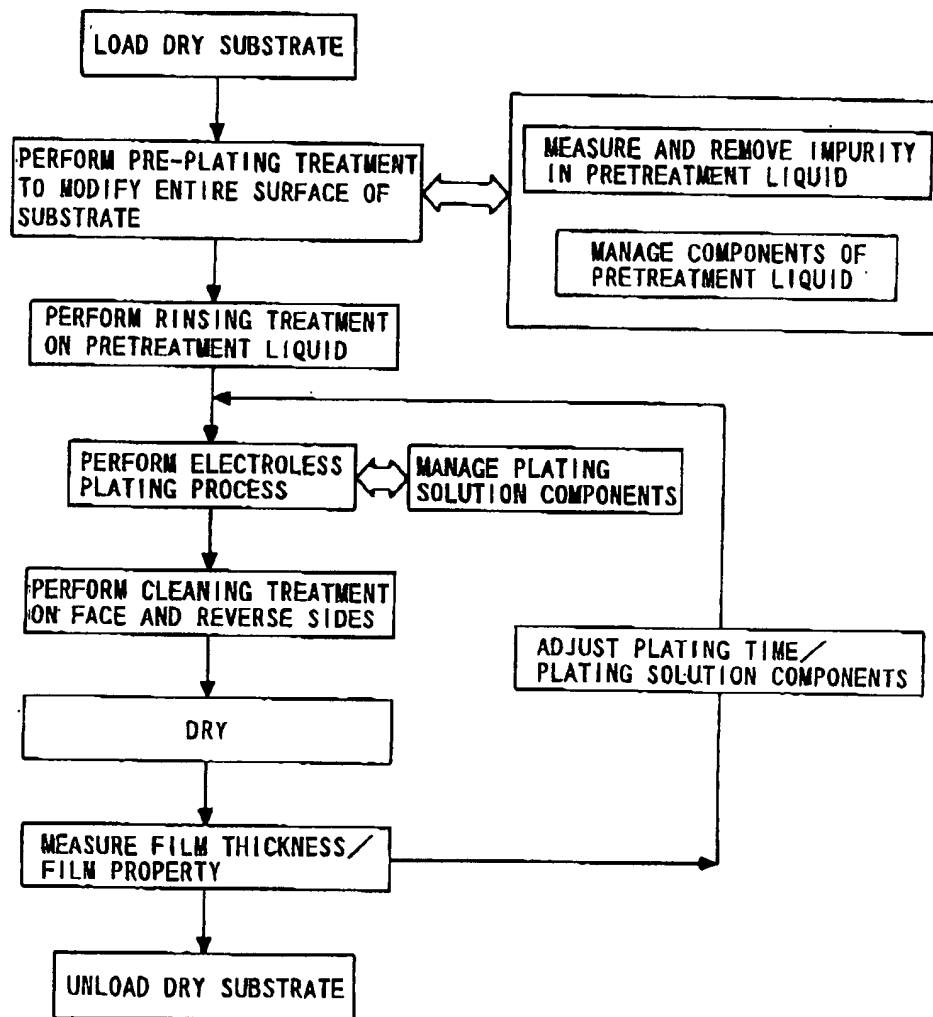 LOAD DRY SUBSTRATE
PERFORM PRE-PLATING TREATMENT
TO MODIFY ENTIRE SURFACE OF
SUBSTRATE
MEASURE AND REMOVE IMPURITY
IN PRETREATMENT LIQUID
MANAGE COMPONENTS OF
PRETREATMENT LIQUID
PERFORM RINSING TREATMENT
ON PRETREATMENT LIQUID
PERFORM ELECTROLESS
PLATING PROCESS
MANAGE PLATING
SOLUTION COMPONENTS
PERFORM CLEANING TREATMENT
ON FACE AND REVERSE SIDES
ADJUST PLATING TIME/
PLATING SOLUTION COMPONENTS
DRY
MEASURE FILM THICKNESS/
FILM PROPERTY
UNLOAD DRY SUBSTRATE